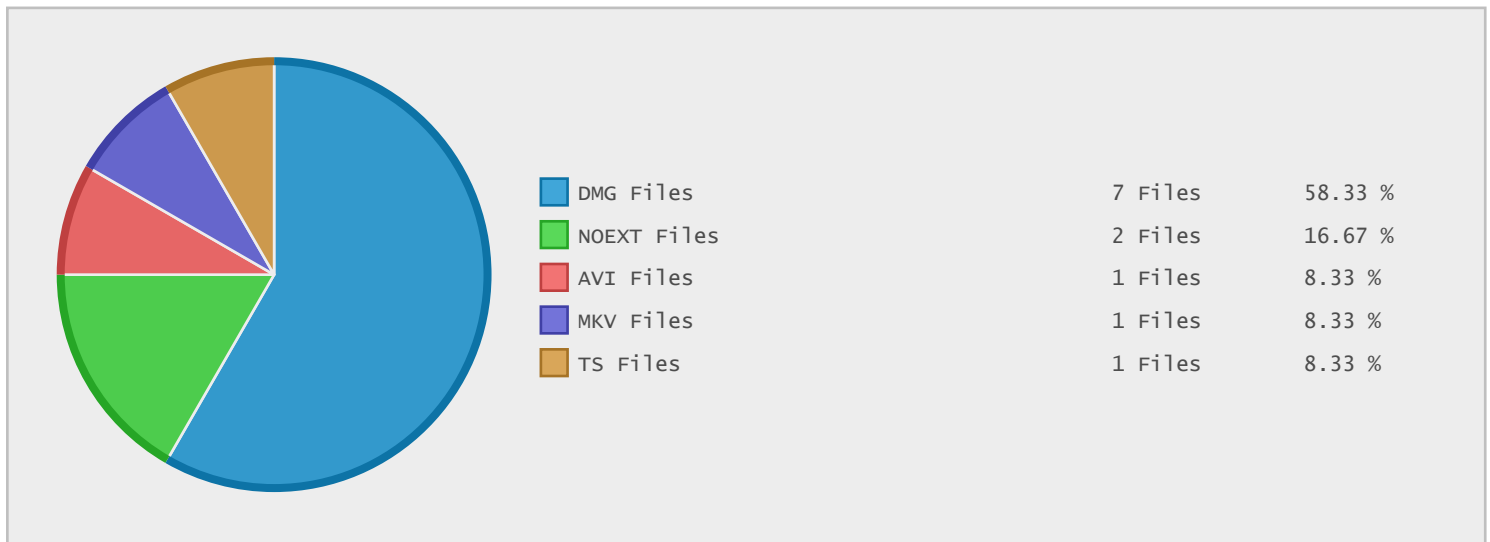 DMG Files 7 Files 58.33 %
NOEXT Files 2 Files 16.67 %
AVI Files 1 Files 8.33 %
MKV Files 1 Files 8.33 %
TS Files 1 Files 8.33 %